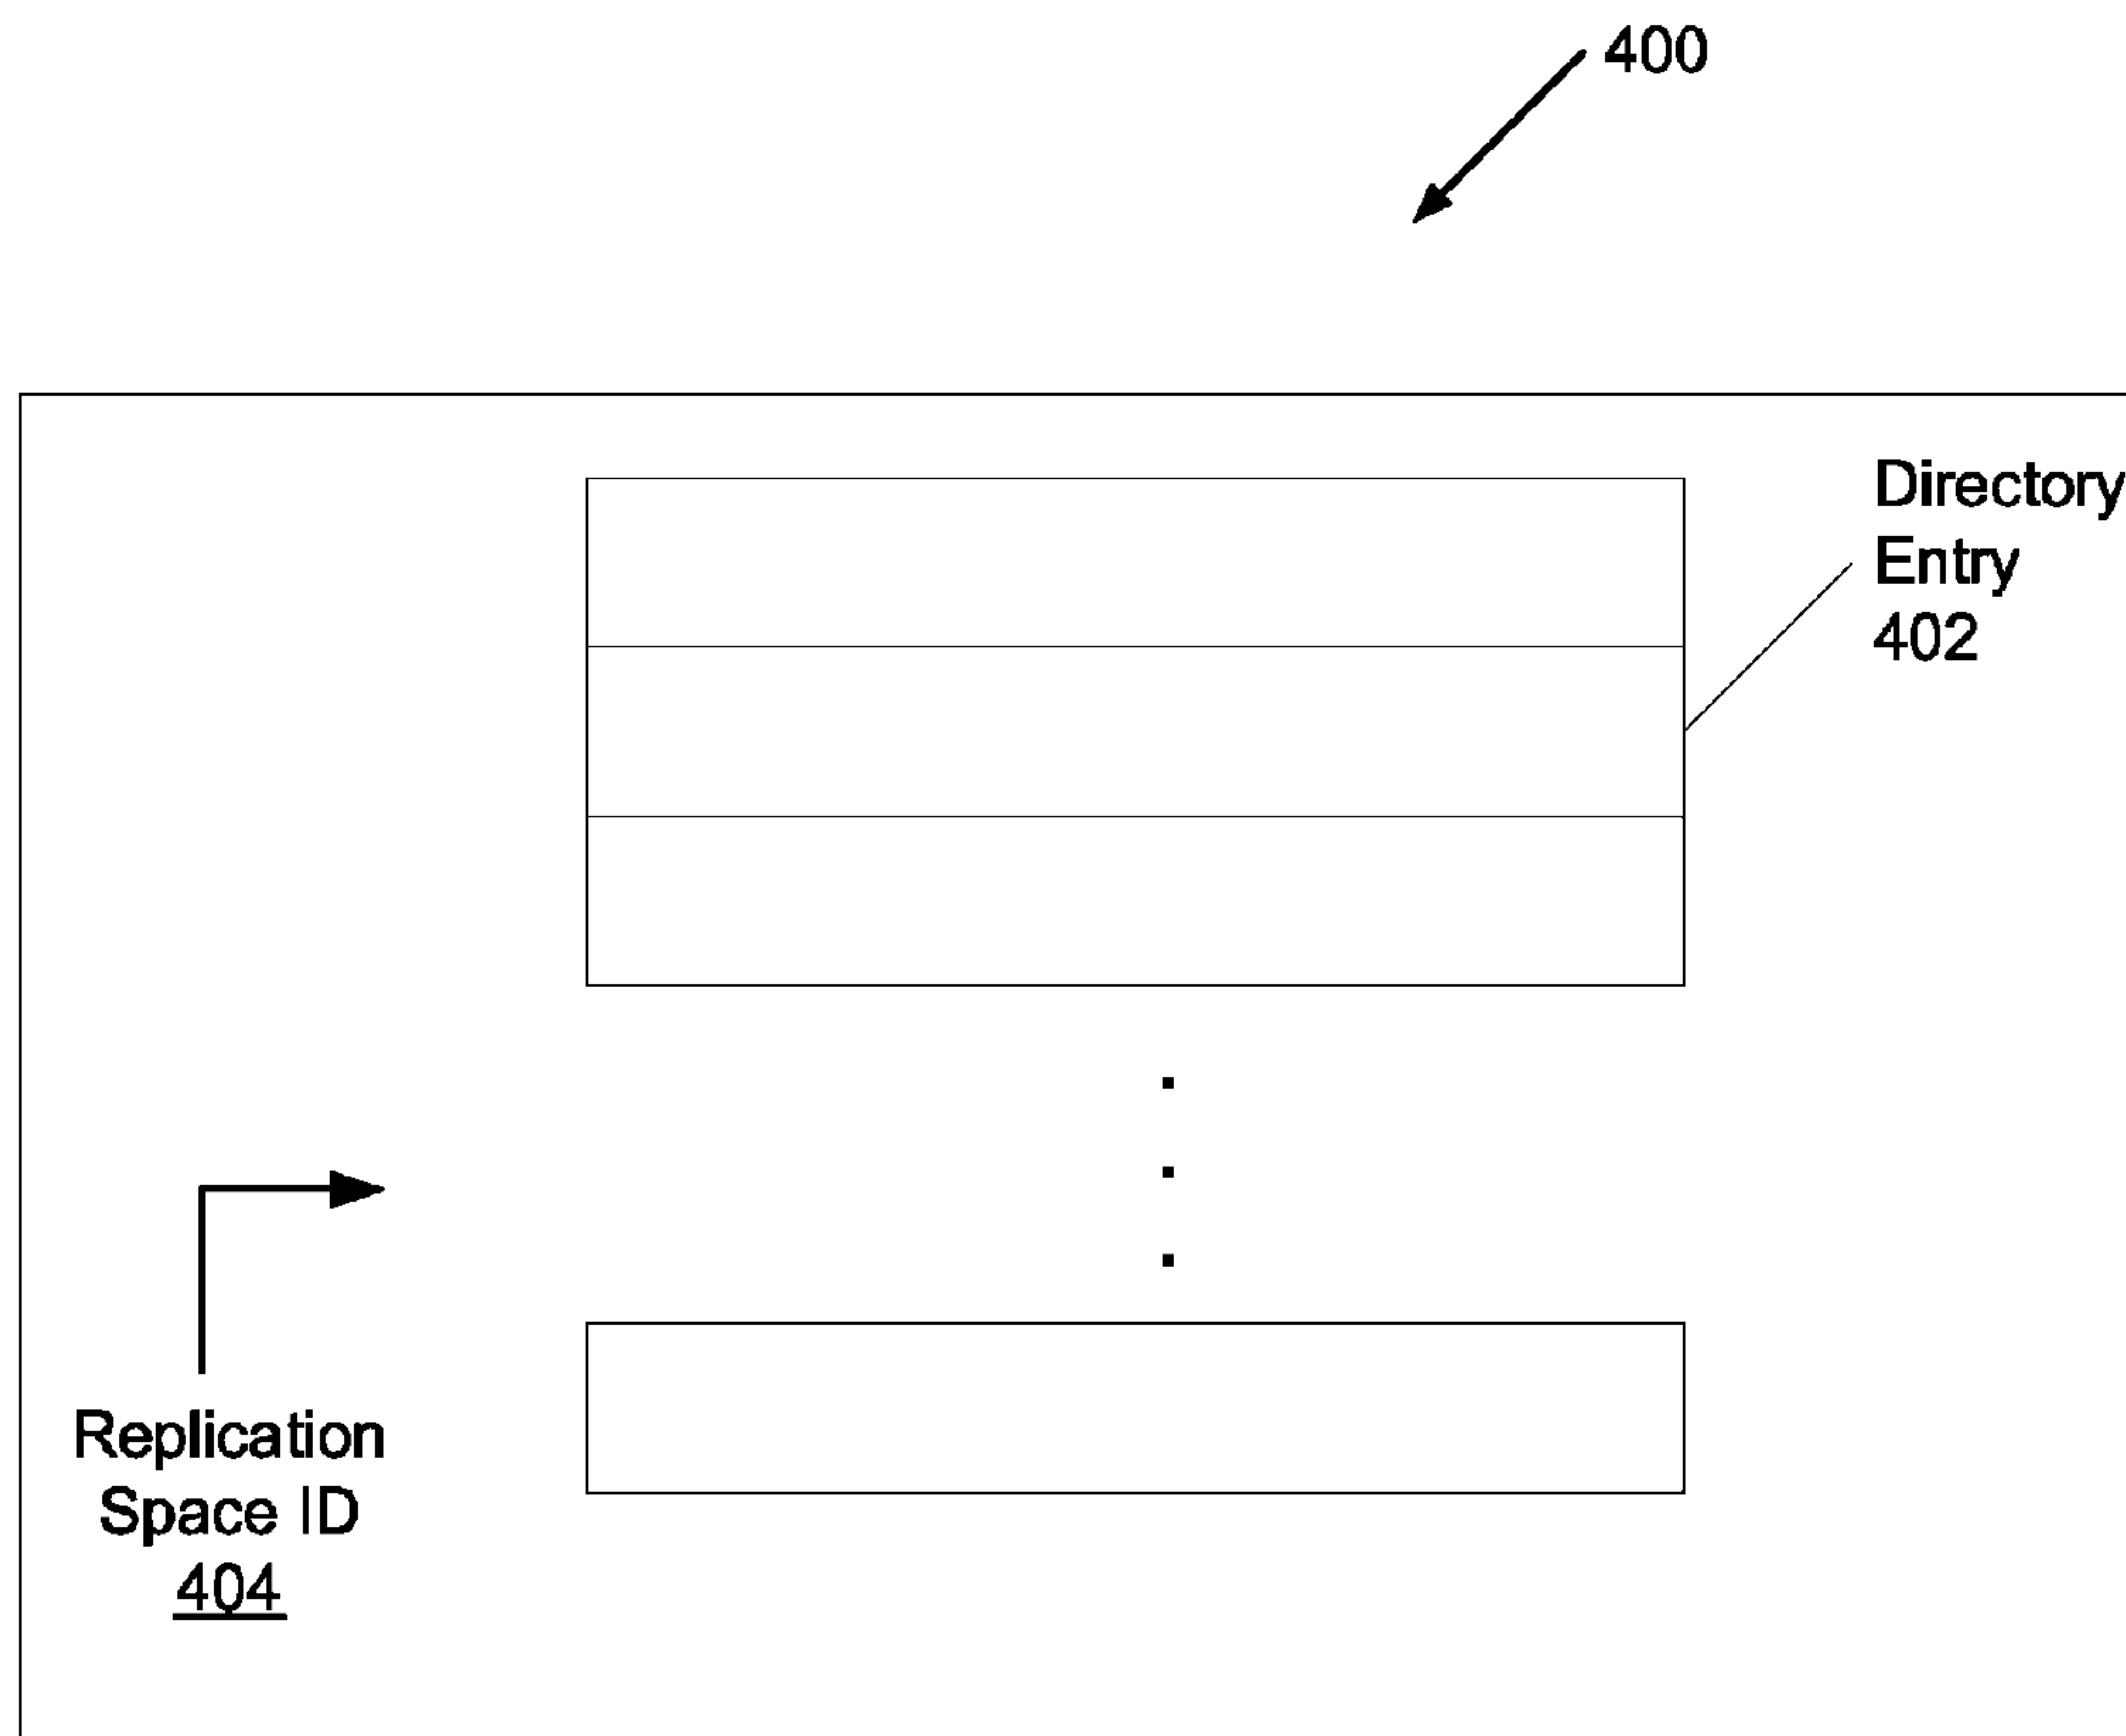 400
Directory
Entry
402
Replication
Space ID
404